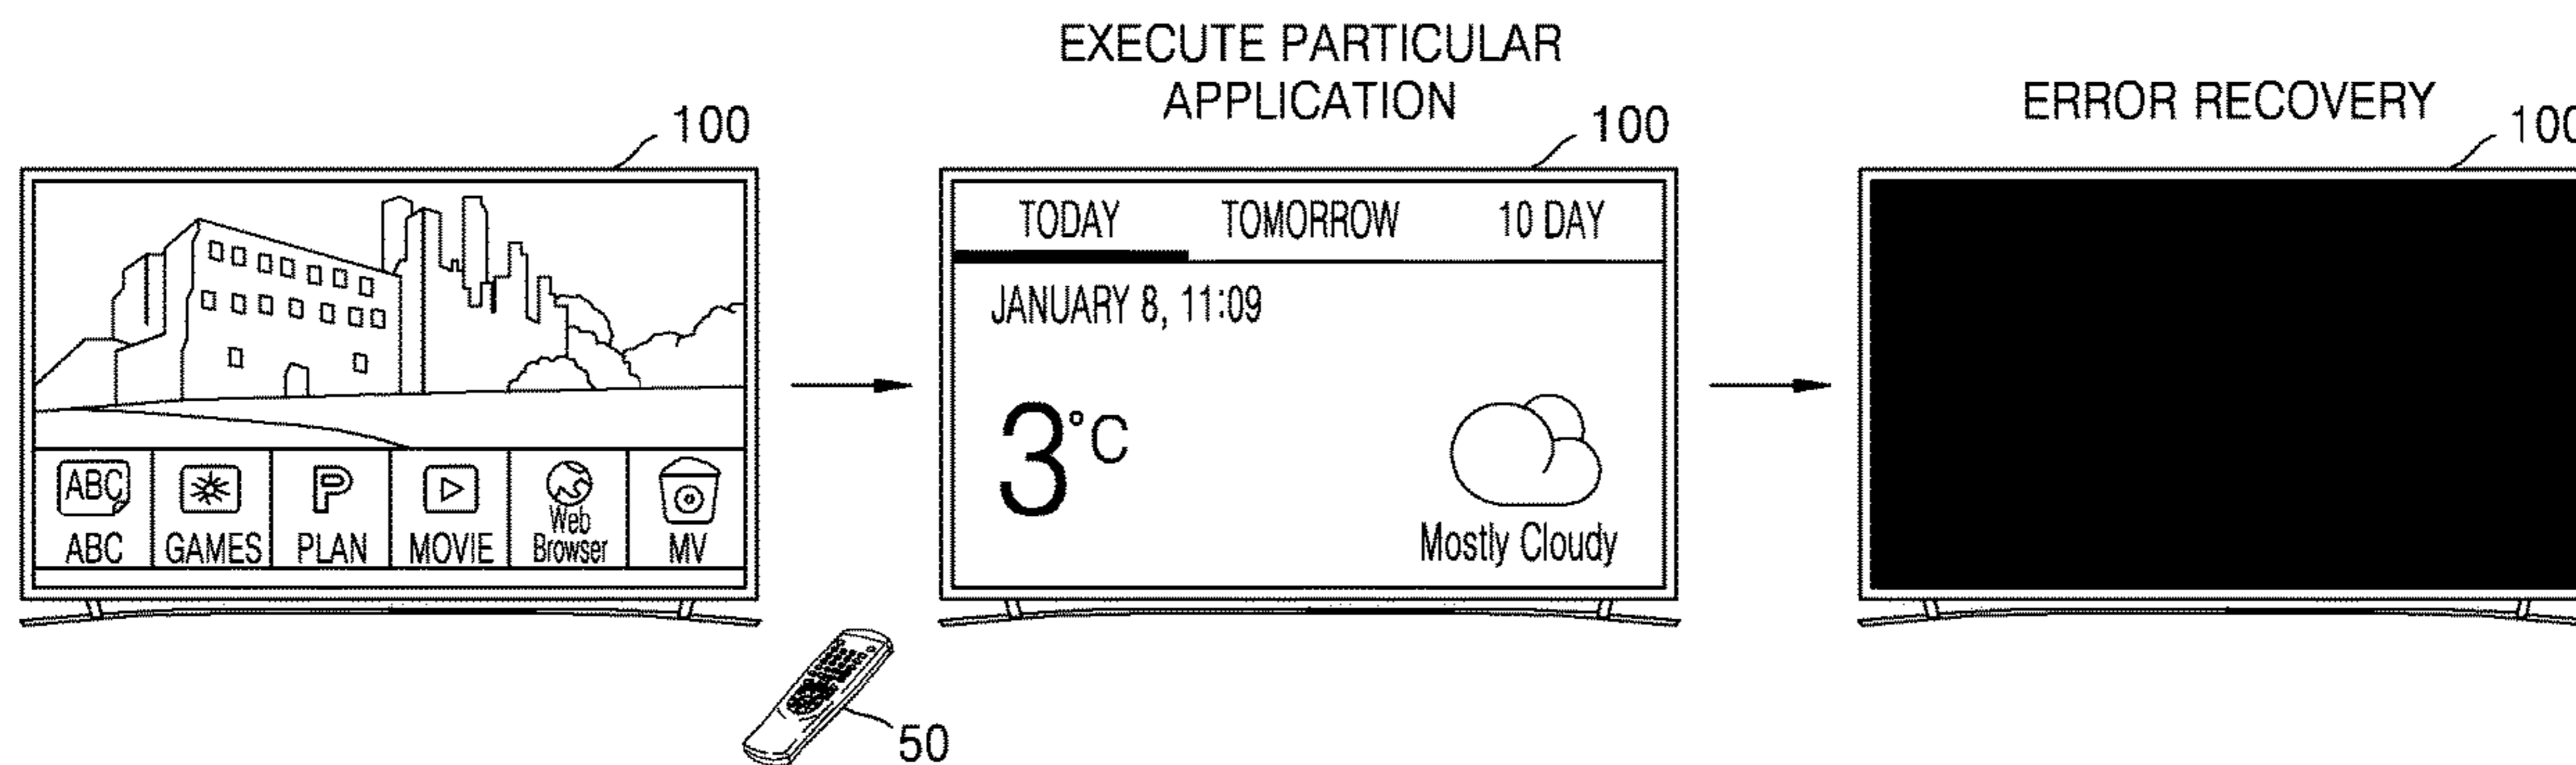 EXECUTE PARTICULAR
APPLICATION
ERROR RECOVERY
100
100
100
TODAY TOMORROW 10 DAY
JANUARY 8, 11:09
3°C
Mostly Cloudy
ABC
ABC
GAMES
P
PLAN
MOVIE
Web
Browser
MV
50